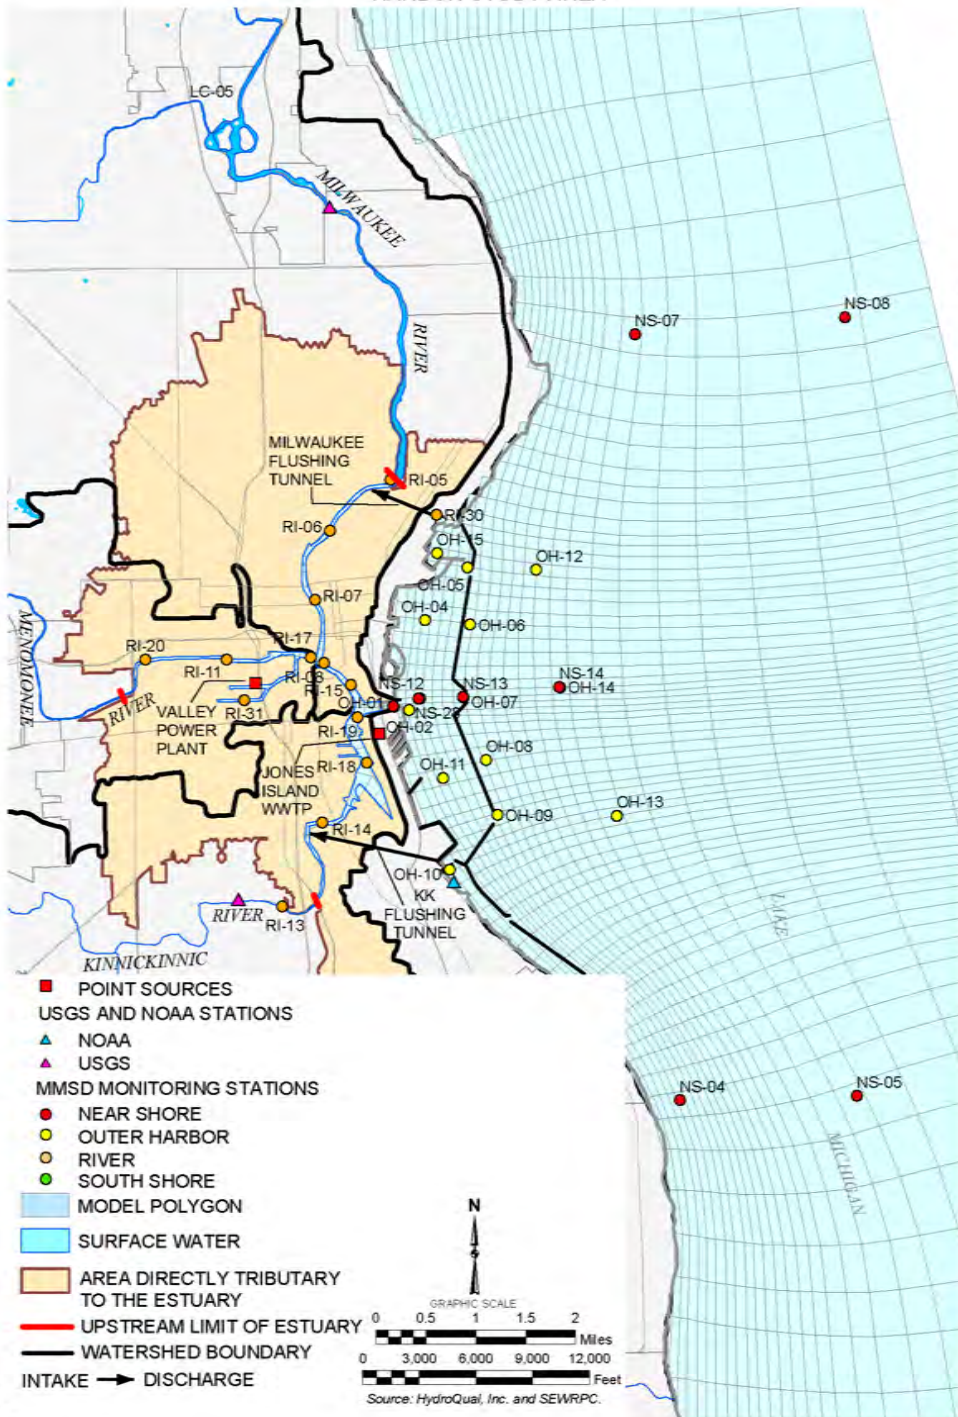 LC-05
MILWAUKEE
RIVER
NS-07
NS-08
MILWAUKEE
FLUSHING
TUNNEL
RI-05
RI-30
RI-06
OH-15
OH-12
OH-05
RI-07
OH-04
OH-06
MENOMONEE
RIVER
RI-20
RI-17
RI-11
RI-08
RI-15
NS-12
NS-13
NS-14
OH-14
OH-07
OH-01
NS-28
RI-31
RI-19
OH-02
VALLEY
POWER
PLANT
OH-08
RI-18
OH-11
JONES
ISLAND
WWTP
OH-09
OH-13
RI-14
OH-10
KK
FLUSHING
TUNNEL
RI-13
RIVER
KINNICKINNIC
LAKE
MICHIGAN
NS-04
NS-05
POINT SOURCES
USGS AND NOAA STATIONS
NOAA
USGS
MMSD MONITORING STATIONS
NEAR SHORE
OUTER HARBOR
RIVER
SOUTH SHORE
MODEL POLYGON
SURFACE WATER
AREA DIRECTLY TRIBUTARY
TO THE ESTUARY
UPSTREAM LIMIT OF ESTUARY
WATERSHED BOUNDARY
INTAKE DISCHARGE
N
GRAPHIC SCALE
0 0.5 1 1.5 2
Miles
0 3,000 6,000 9,000 12,000
Feet
Source: HydroQual, Inc. and SEWRPC.